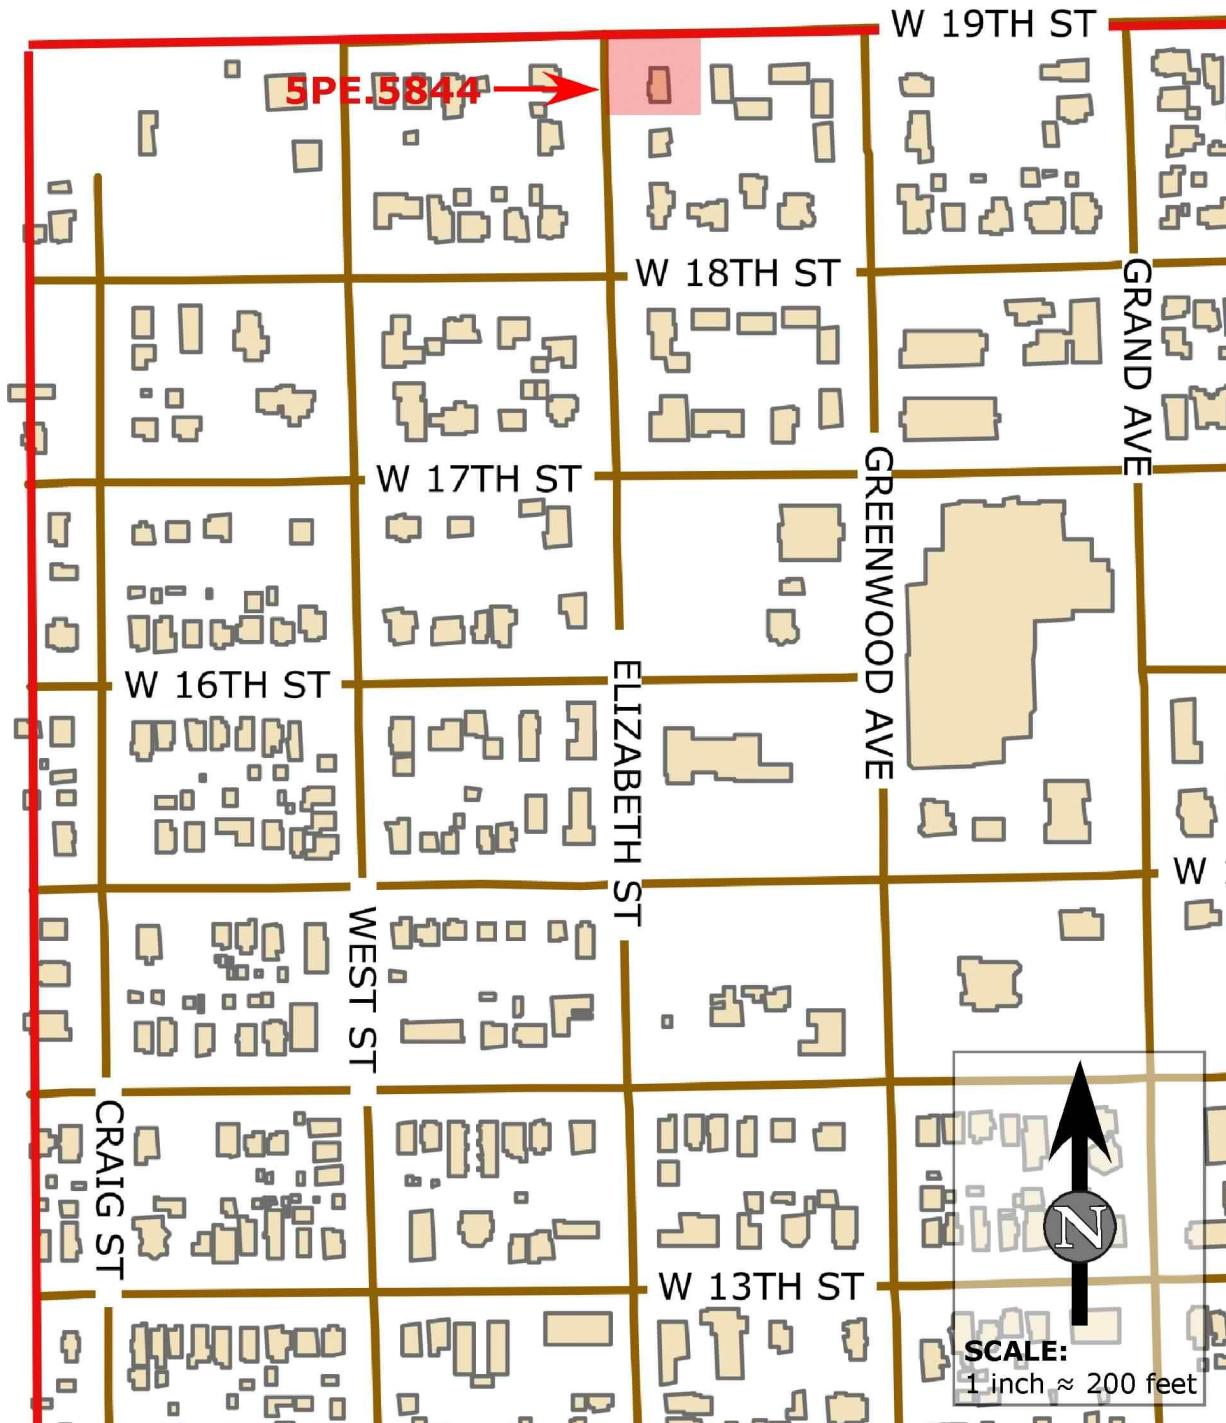 W 19TH ST
5PE.5844
W 18TH ST
GRAND AVE
W 17TH ST
GREENWOOD AVE
W 16TH ST
ELIZABETH ST
W
WEST ST
CRAIG ST
N
W 13TH ST
SCALE:
1 inch ≈ 200 feet